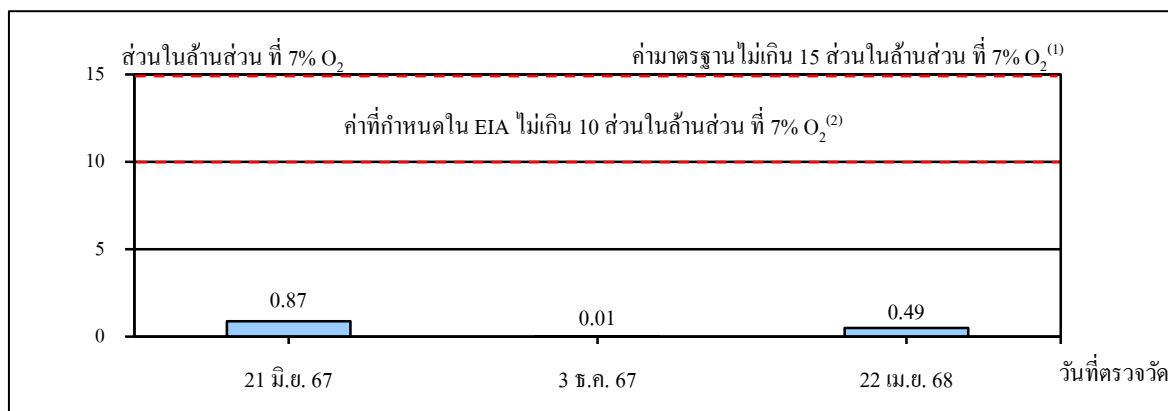 ส่วนในล้านส่วน ที่ 7% O₂
ค่ามาตรฐานไม่เกิน 15 ส่วนในล้านส่วน ที่ 7% O₂⁽¹⁾
15
ค่าที่กำหนดใน EIA ไม่เกิน 10 ส่วนในล้านส่วน ที่ 7% O₂⁽²⁾
10
5
0.87
0.01
0.49
0
21 มิ.ย. 67
3 ธ.ค. 67
22 เม.ย. 68
วันที่ตรวจวัด